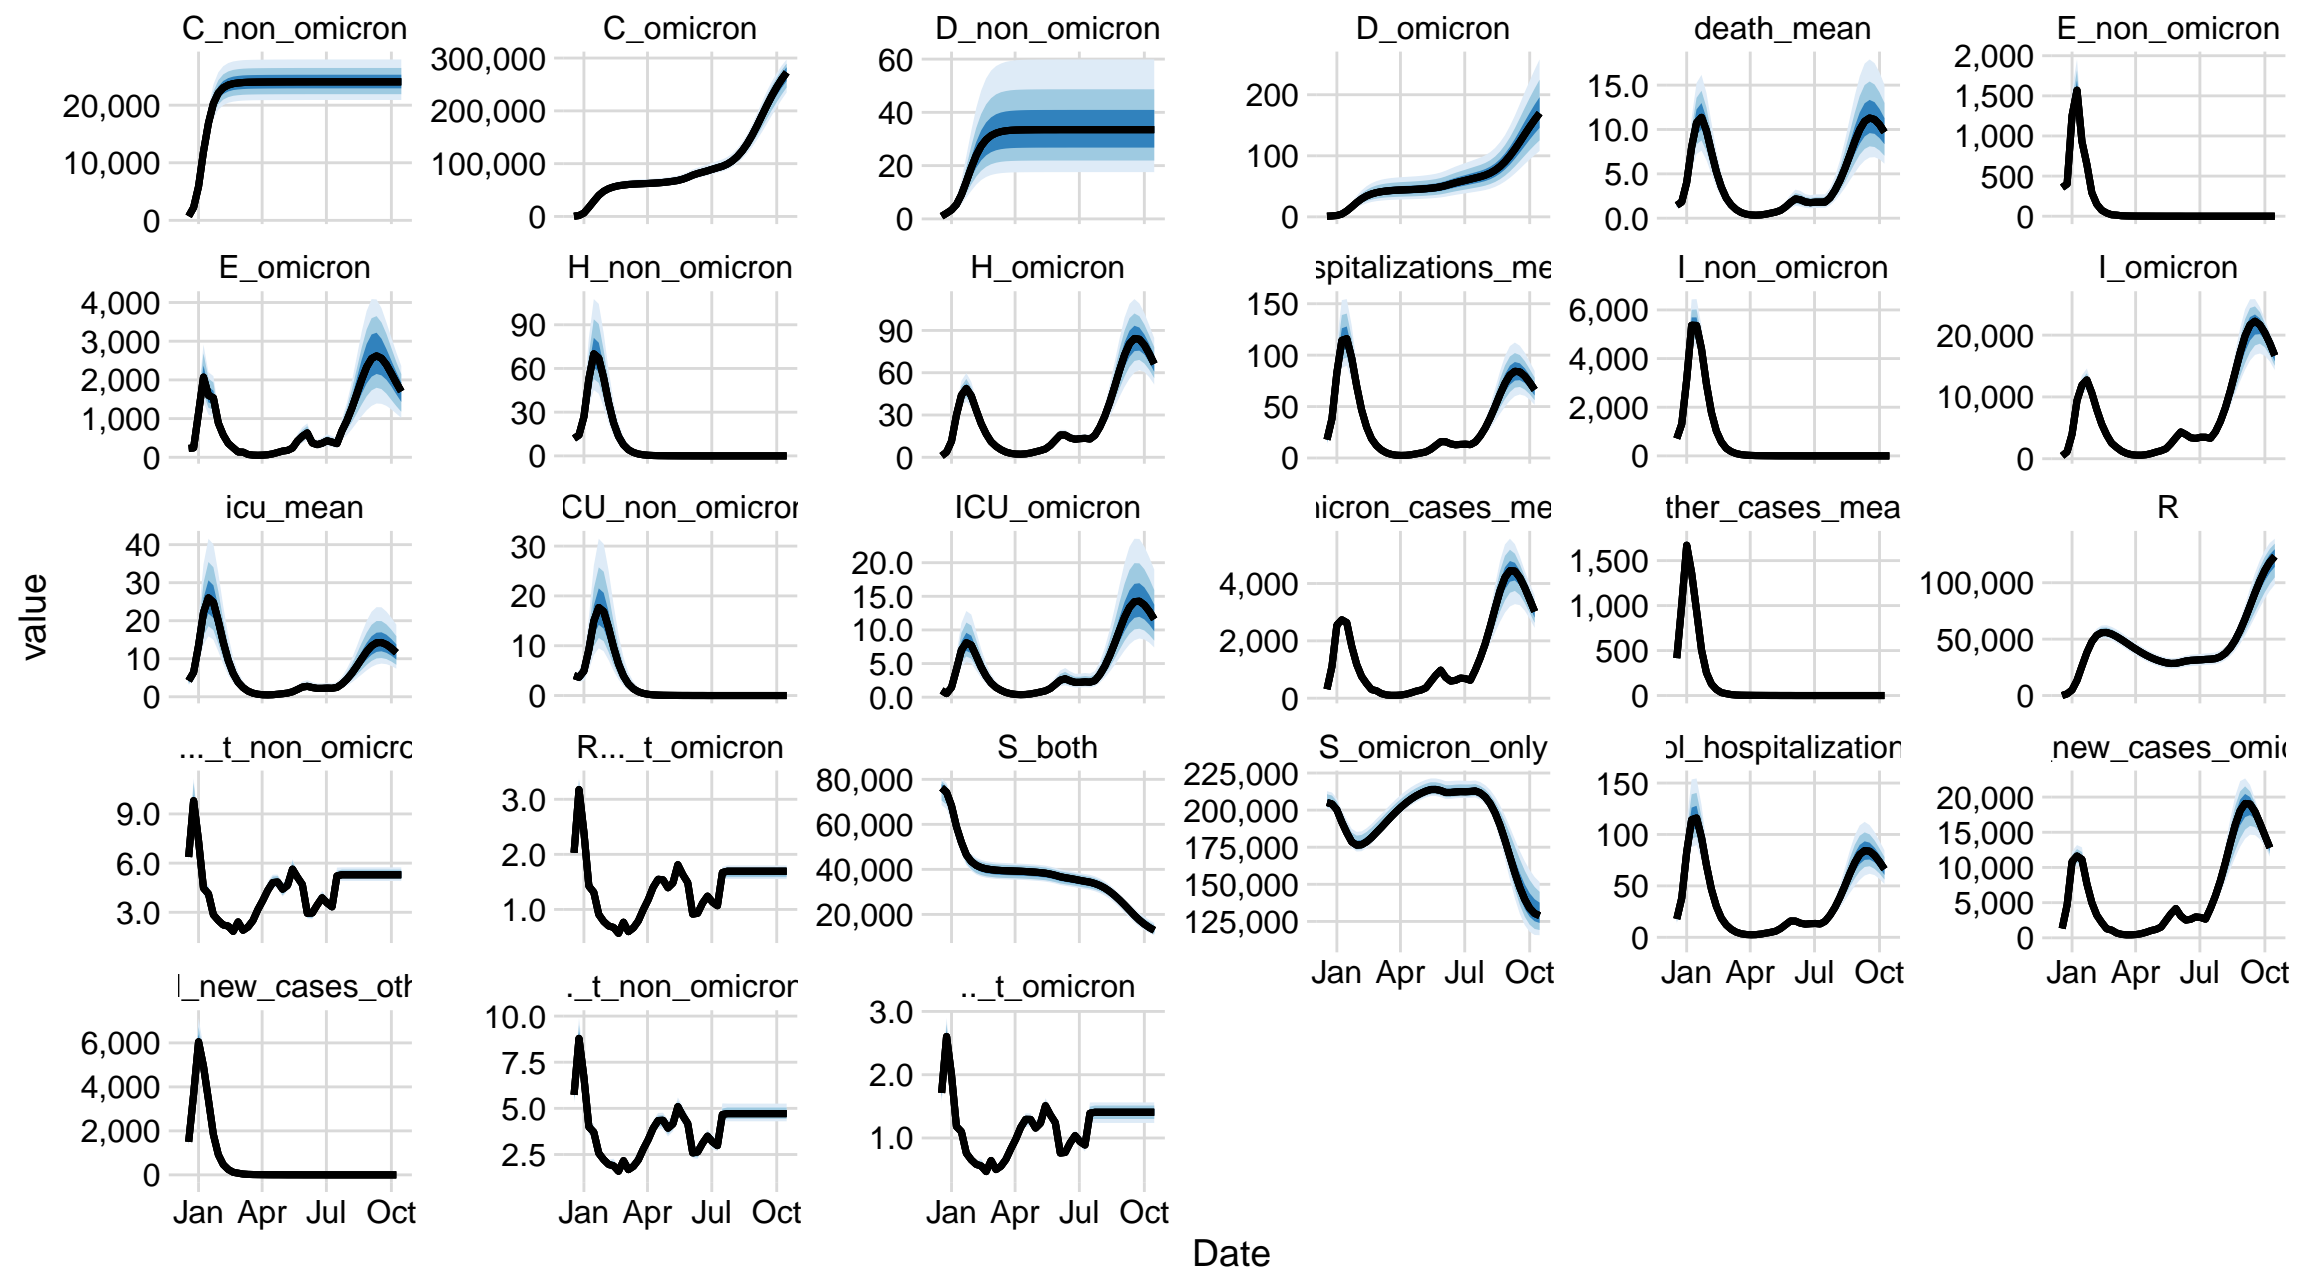 C_non_omicron C_omicron D_non_omicron D_omicron death_mean E_non_omicron
20,000 10,000 0
300,000 200,000 100,000 0
60 40 20 0
200 100 0
15.0 10.0 5.0 0.0
2,000 1,500 1,000 500 0
E_omicron H_non_omicron H_omicron spitalizations_me I_non_omicron I_omicron
4,000 3,000 2,000 1,000 0
90 60 30 0
90 60 30 0
150 100 50 0
6,000 4,000 2,000 0
20,000 10,000 0
icu_mean CU_non_omicron ICU_omicron icron_cases_me ther_cases_mea R
40 30 20 10 0
30 20 10 0
20.0 15.0 10.0 5.0 0.0
4,000 2,000 0
1,500 1,000 500 0
100,000 50,000 0
value
..._t_non_omicro R..._t_omicron S_both S_omicron_only ol_hospitalization _new_cases_omic
9.0 6.0 3.0
3.0 2.0 1.0
80,000 60,000 40,000 20,000
225,000 200,000 175,000 150,000 125,000
150 100 50 0
20,000 15,000 10,000 5,000 0
Jan Apr Jul Oct Jan Apr Jul Oct Jan Apr Jul Oct
l_new_cases_oth ._t_non_omicron .._t_omicron
6,000 4,000 2,000 0
10.0 7.5 5.0 2.5
3.0 2.0 1.0
Jan Apr Jul Oct Jan Apr Jul Oct Jan Apr Jul Oct
Date